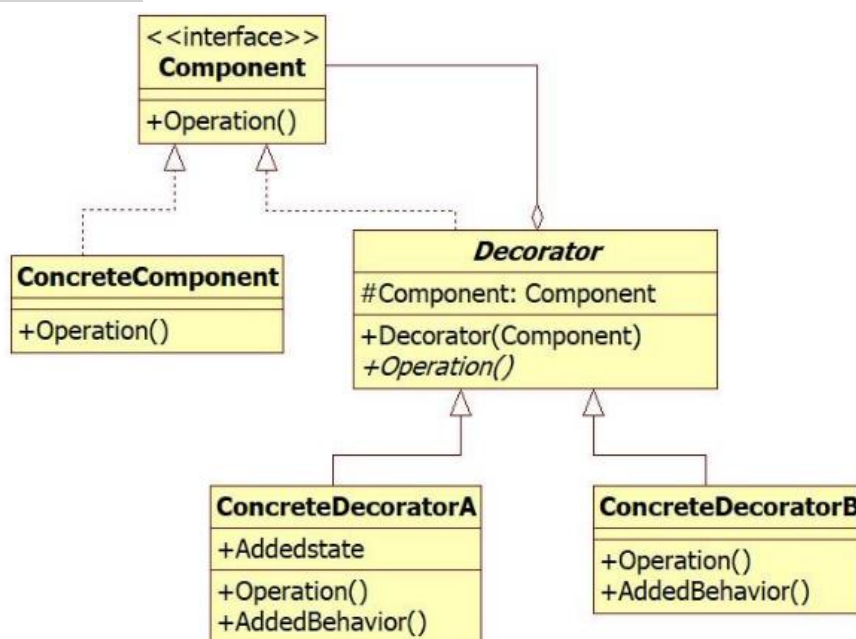 <<interface>>
Component
+Operation()
ConcreteComponent
+Operation()
Decorator
#Component: Component
+Decorator(Component)
+Operation()
ConcreteDecoratorA
+Addedstate
+Operation()
+AddedBehavior()
ConcreteDecoratorB
+Operation()
+AddedBehavior()